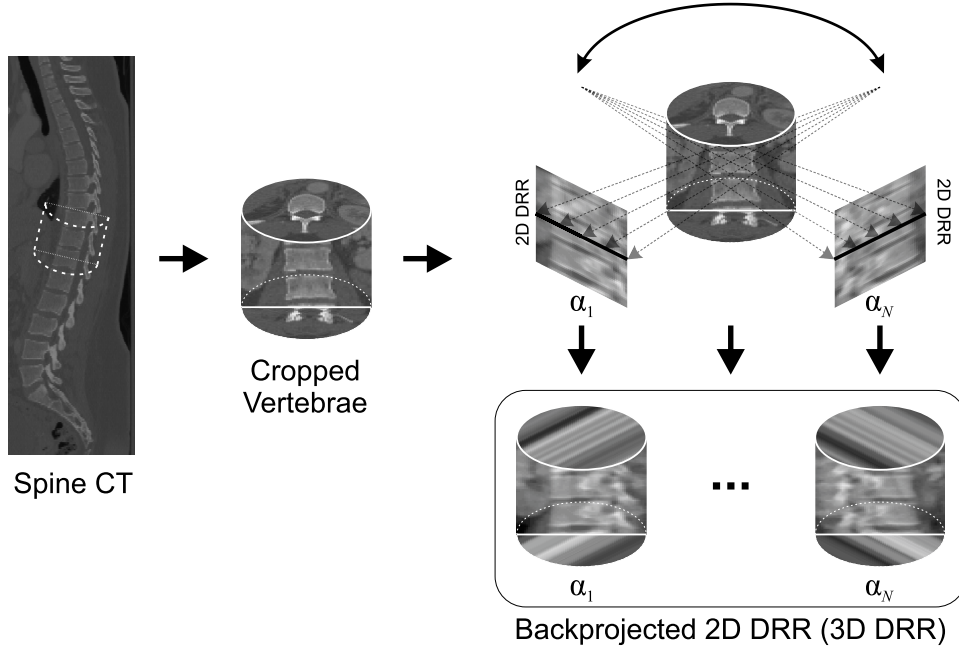 Spine CT
Cropped
Vertebrae
2D DRR
2D DRR
α1
αN
...
α1
αN
Backprojected 2D DRR (3D DRR)